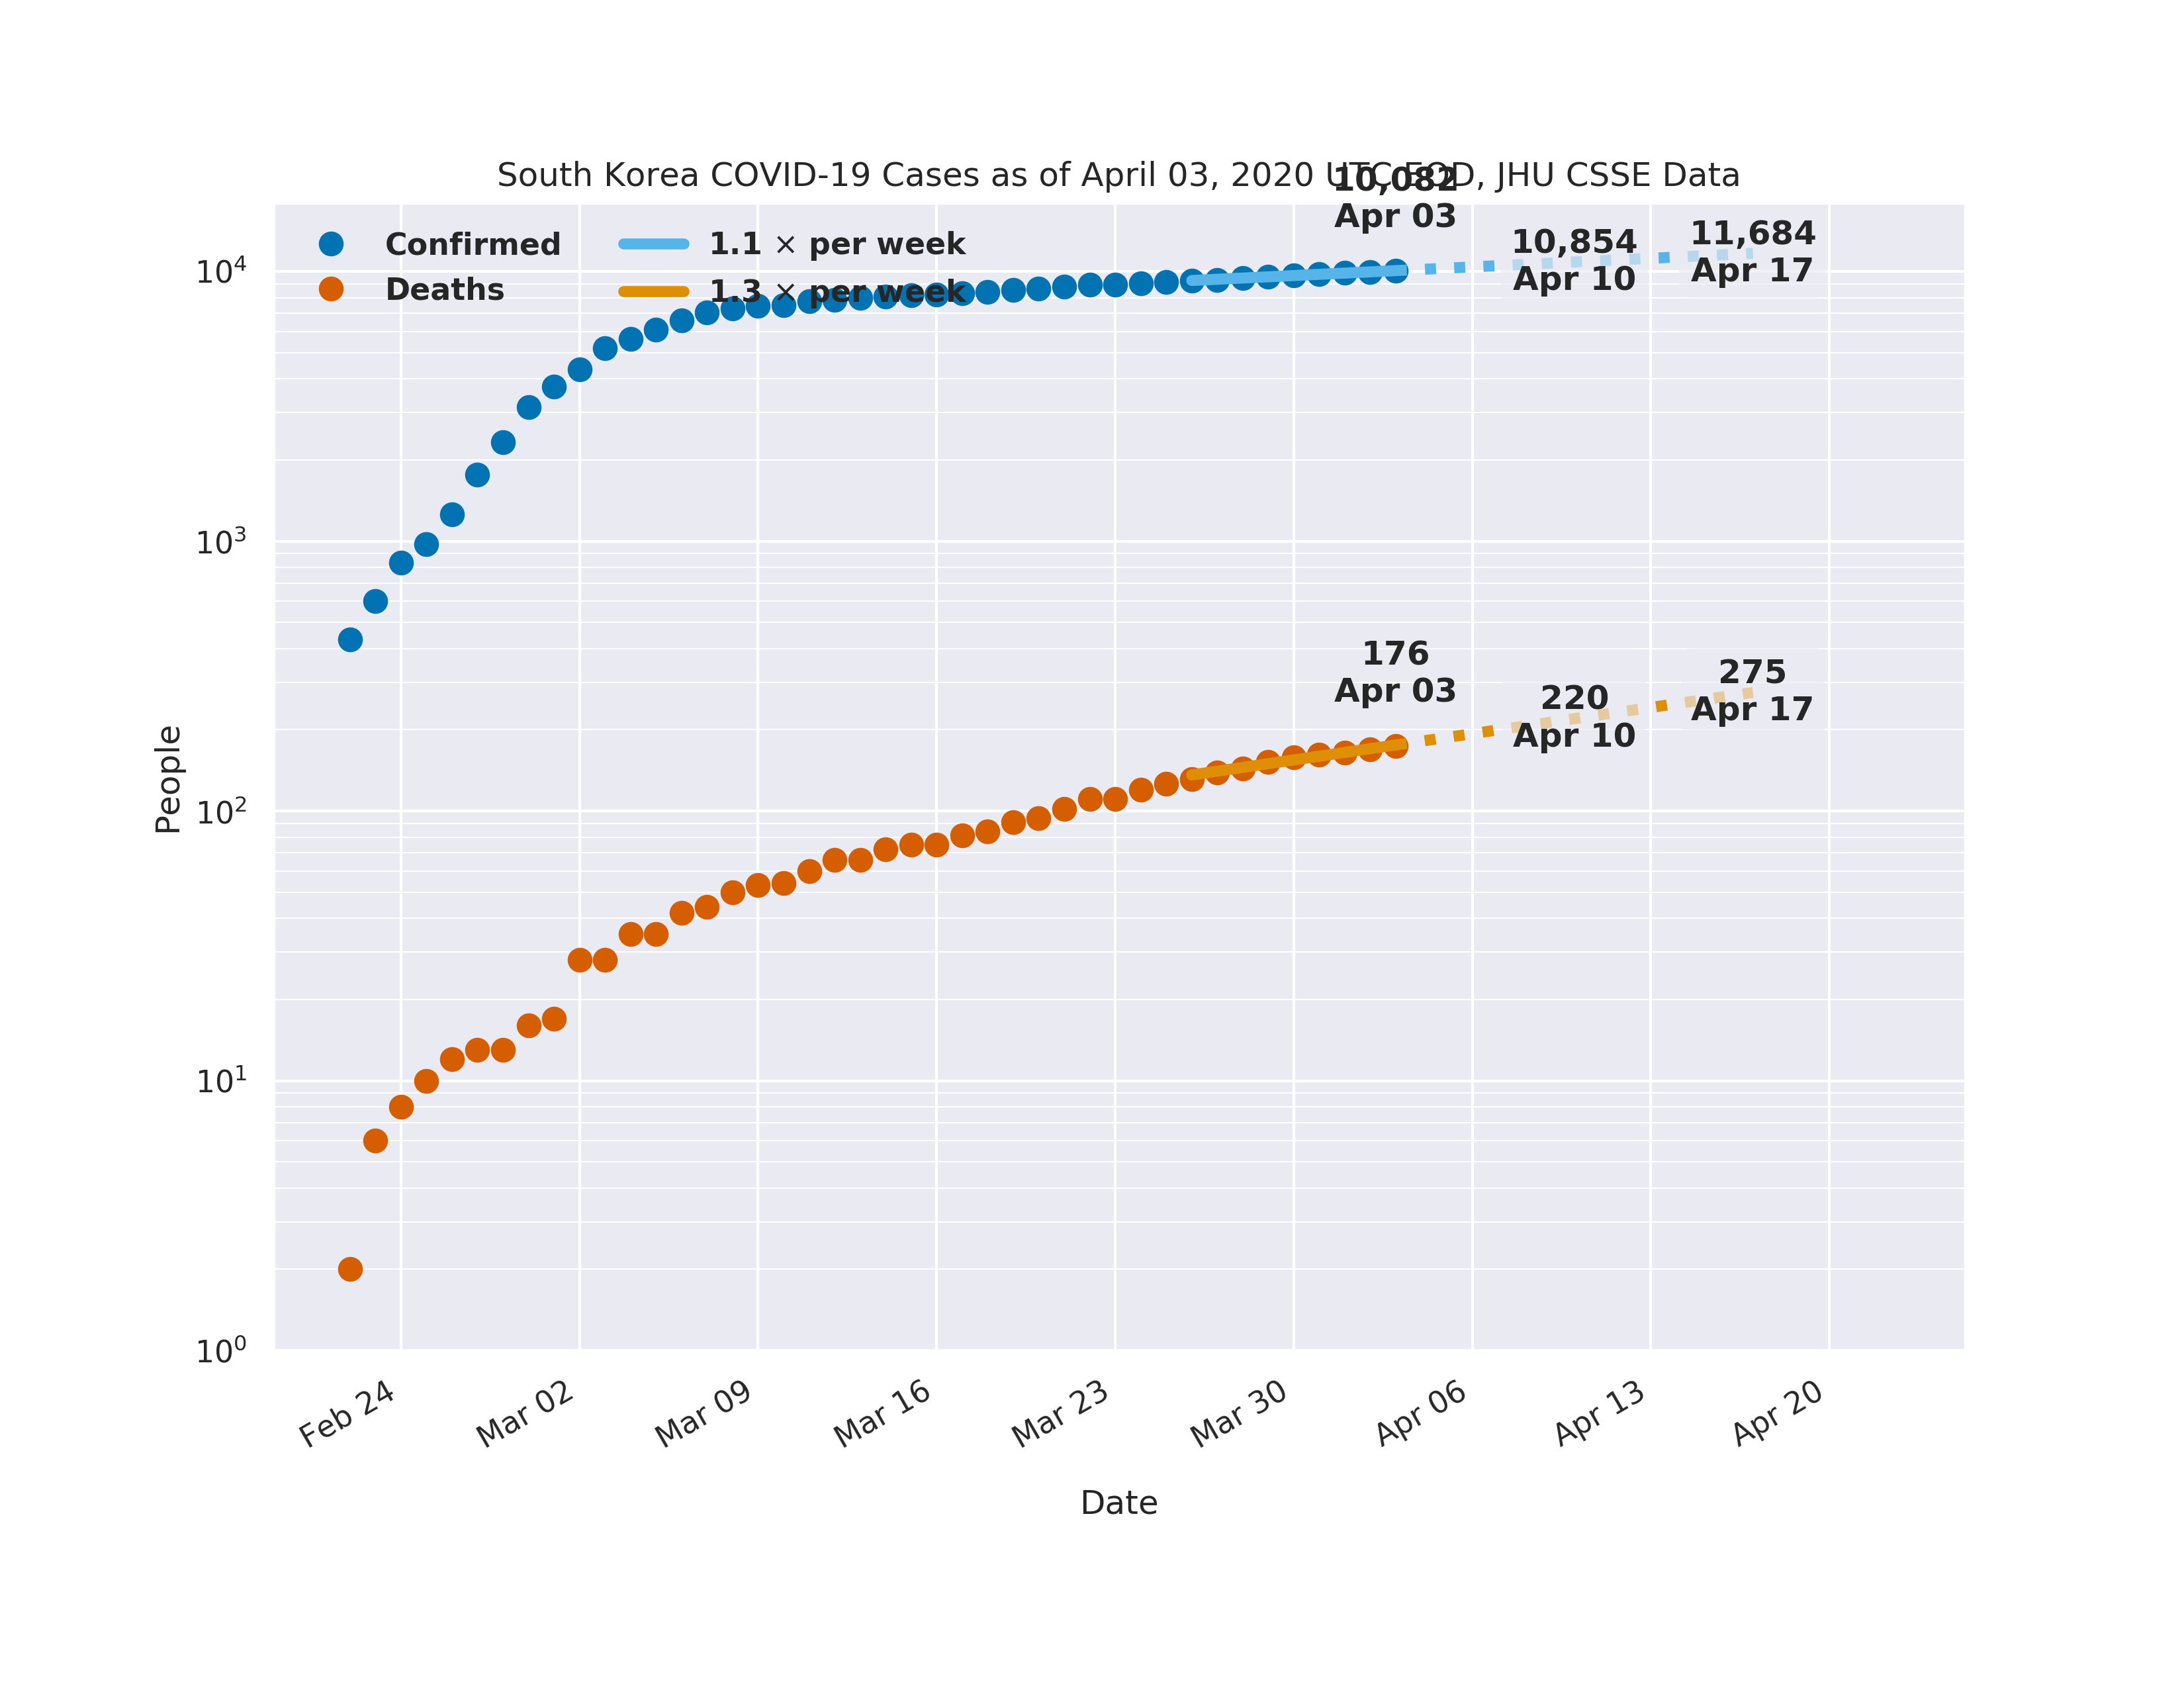 South Korea COVID-19 Cases as of April 03, 2020 UTC EOD, JHU CSSE Data
10,082
Apr 03
10,854
Apr 10
11,684
Apr 17
Confirmed
Deaths
1.1 × per week
1.3 × per week
176
Apr 03
220
Apr 10
275
Apr 17
People
10⁴
10³
10²
10¹
10⁰
Feb 24
Mar 02
Mar 09
Mar 16
Mar 23
Mar 30
Apr 06
Apr 13
Apr 20
Date